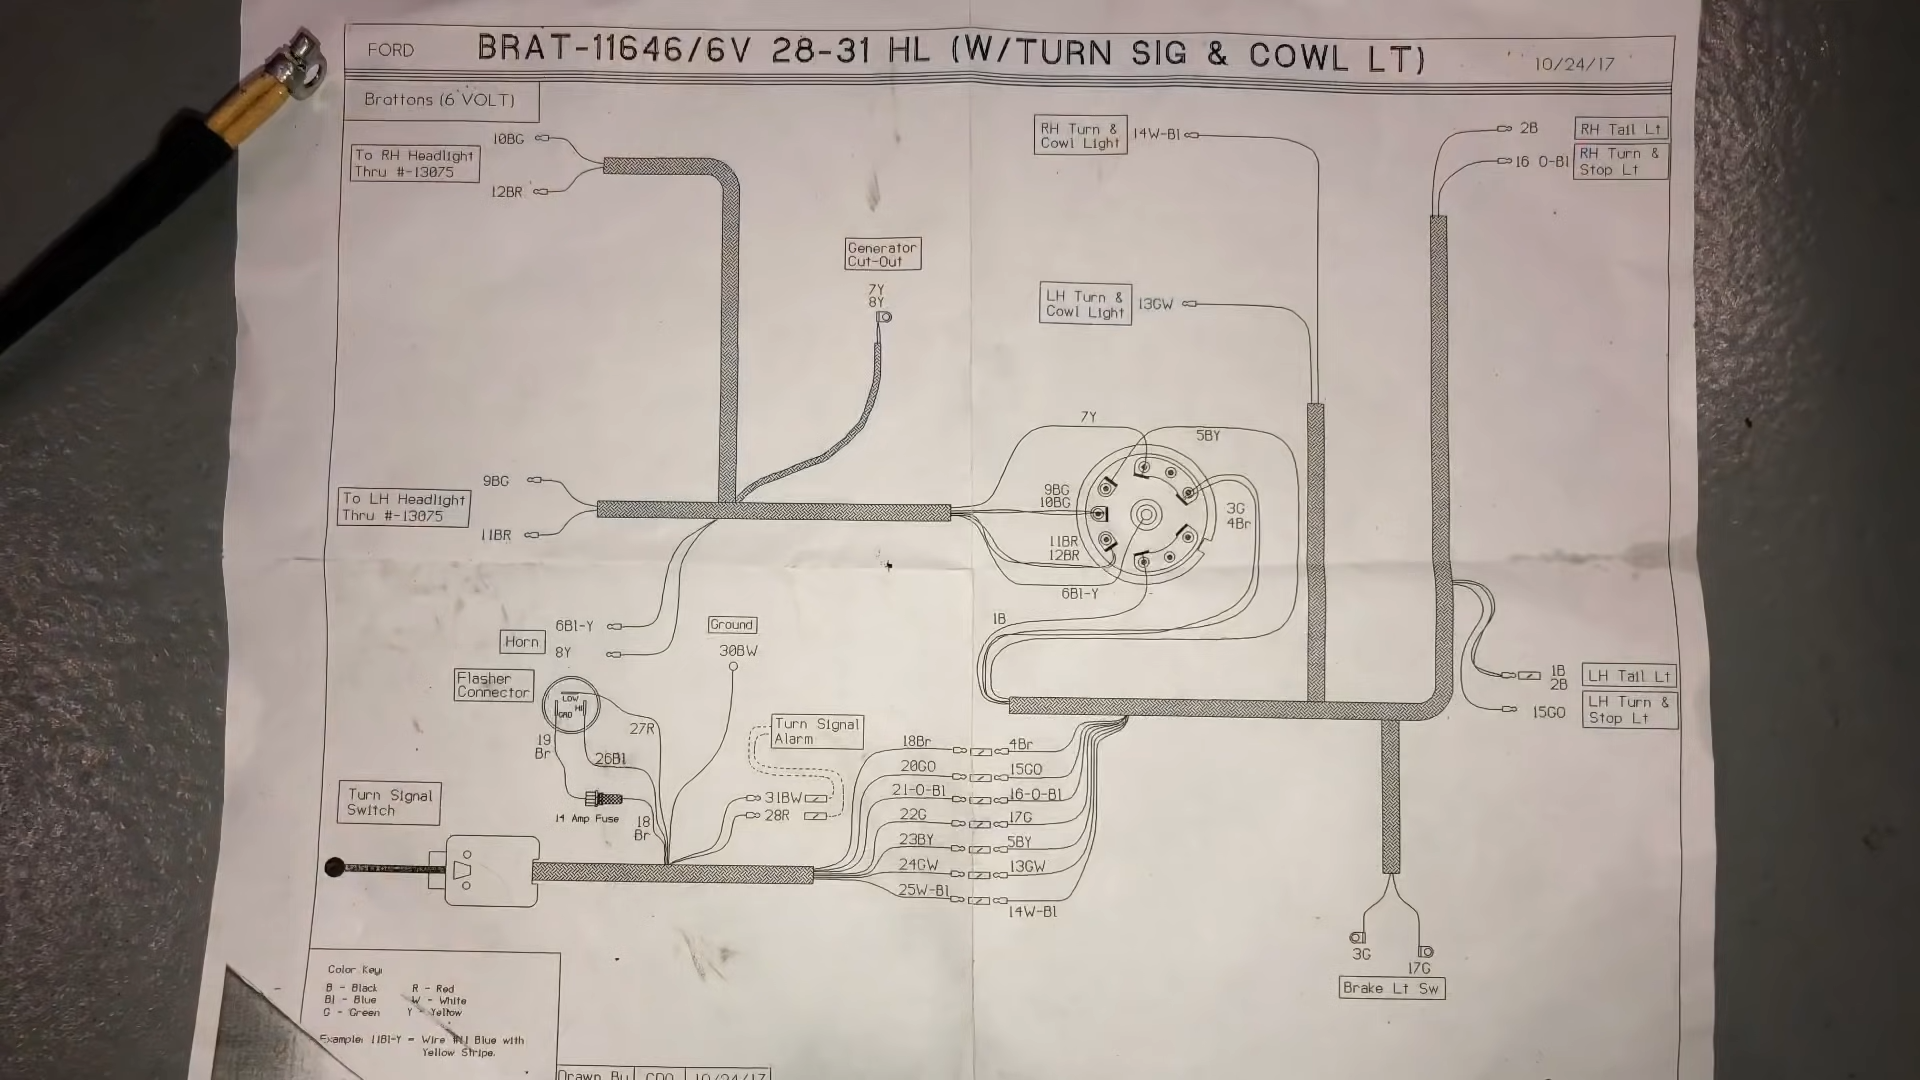 FORD
BRAT-11646/6V 28-31 HL (W/TURN SIG & COWL LT)
10/24/17
Brattons (6 VOLT)
10BG
To RH Headlight
Thru #-13075
12BR
Generator
Cut-Out
7Y
8Y
RH Turn &
Cowl Light
14W-Bl
2B
RH Tail Lt
16 O-Bl
RH Turn &
Stop Lt
LH Turn &
Cowl Light
13GW
9BG
To LH Headlight
Thru #-13075
11BR
7Y
5BY
9BG
10BG
3G
4Br
11BR
12BR
6Bl-Y
1B
Horn
6Bl-Y
8Y
Ground
30BW
Flasher
Connector
LOW
HI
GRD
27R
19
Br
26Bl
14 Amp Fuse
18
Br
Turn Signal
Alarm
31BW
28R
Turn Signal
Switch
18Br
4Br
20GO
15GO
21-O-Bl
16-O-Bl
22G
17G
23BY
5BY
24GW
13GW
25W-Bl
14W-Bl
1B
2B
LH Tail Lt
15GO
LH Turn &
Stop Lt
3G
17G
Brake Lt Sw
Color Key:
B - Black R - Red
Bl - Blue W - White
G - Green Y - Yellow
Example: 11Bl-Y = Wire #11 Blue with
Yellow Stripe.
Drawn By CDO 10/24/17